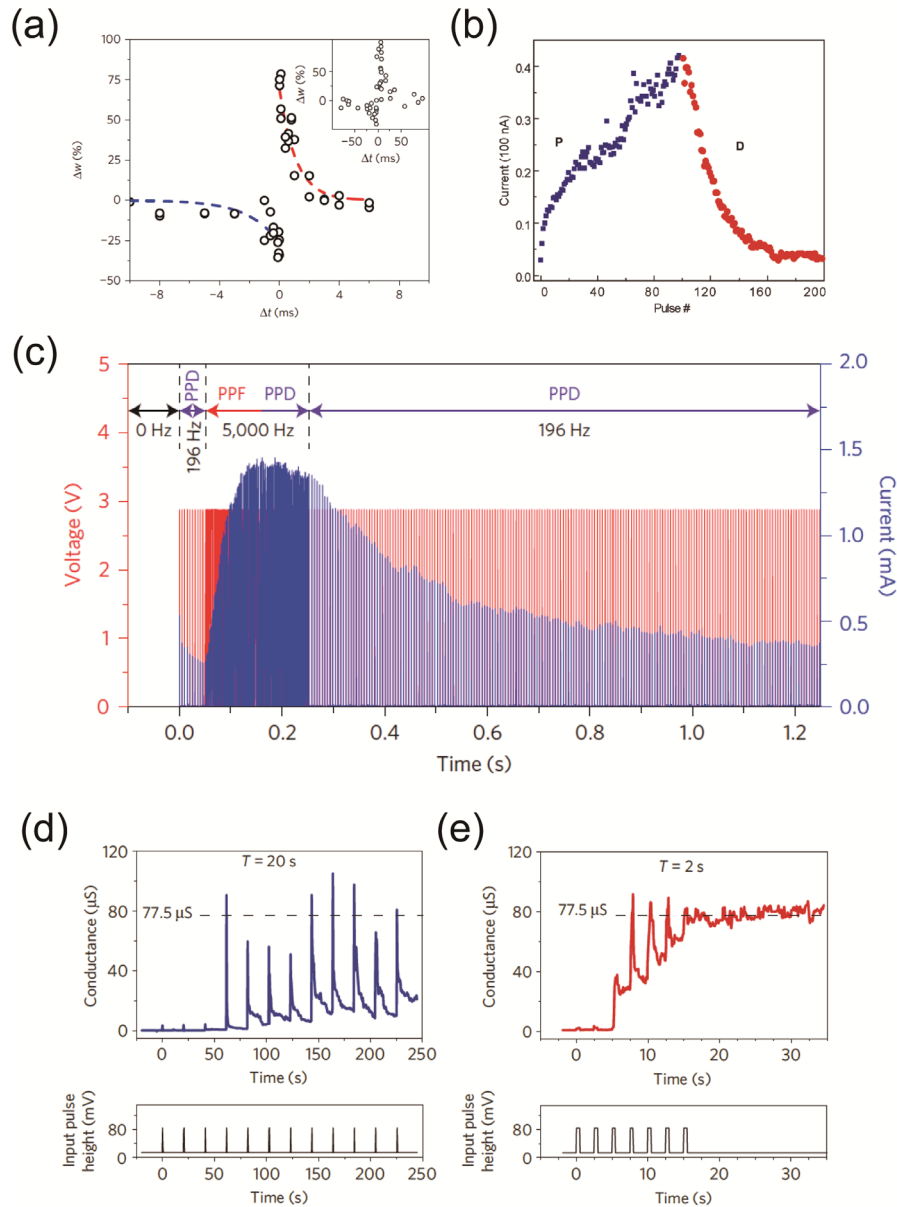 (a)
100
75
50
25
0
−25
−50
Δw (%)
−8
−4
0
4
8
Δt (ms)
50
0
Δw (%)
−50
0
50
Δt (ms)
(b)
0.4
0.3
0.2
0.1
0.0
Current (100 nA)
P
D
0
40
80
120
160
200
Pulse #
(c)
5
4
3
2
1
0
Voltage (V)
PPD
PPF
PPD
PPD
0 Hz
196 Hz
5,000 Hz
196 Hz
2.0
1.5
1.0
0.5
0.0
Current (mA)
0.0
0.2
0.4
0.6
0.8
1.0
1.2
Time (s)
(d)
T = 20 s
120
80
40
0
77.5 μS
Conductance (μS)
0
50
100
150
200
250
Time (s)
80
0
Input pulse
height (mV)
0
50
100
150
200
250
Time (s)
(e)
T = 2 s
120
80
40
0
77.5 μS
Conductance (μS)
0
10
20
30
Time (s)
80
0
Input pulse
height (mV)
0
10
20
30
Time (s)